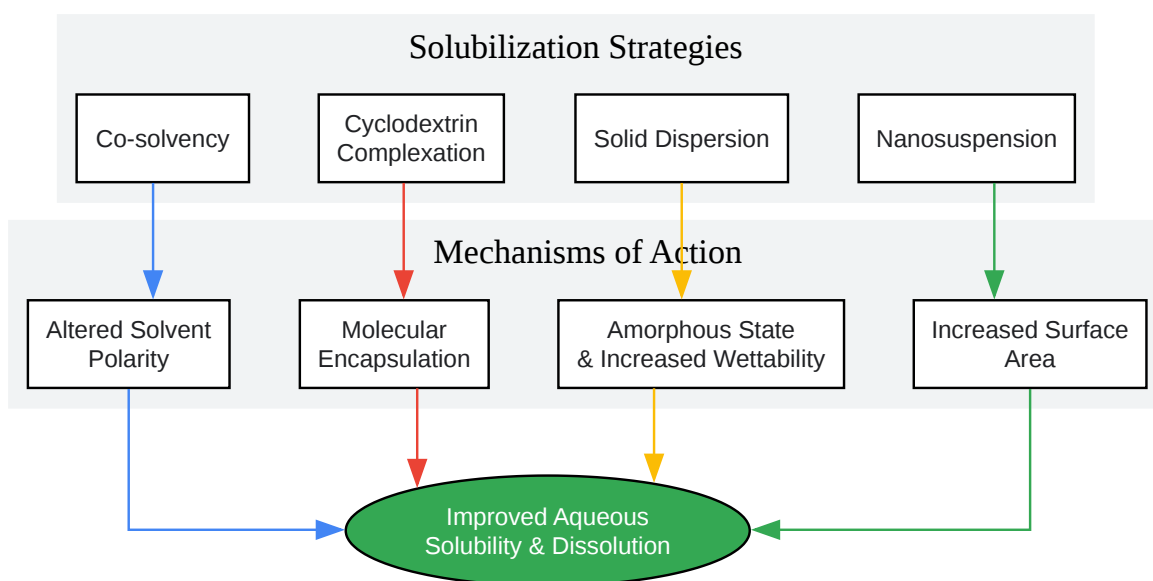 Solubilization Strategies
Co-solvency
Cyclodextrin
Complexation
Solid Dispersion
Nanosuspension
Mechanisms of Action
Altered Solvent
Polarity
Molecular
Encapsulation
Amorphous State
& Increased Wettability
Increased Surface
Area
Improved Aqueous
Solubility & Dissolution